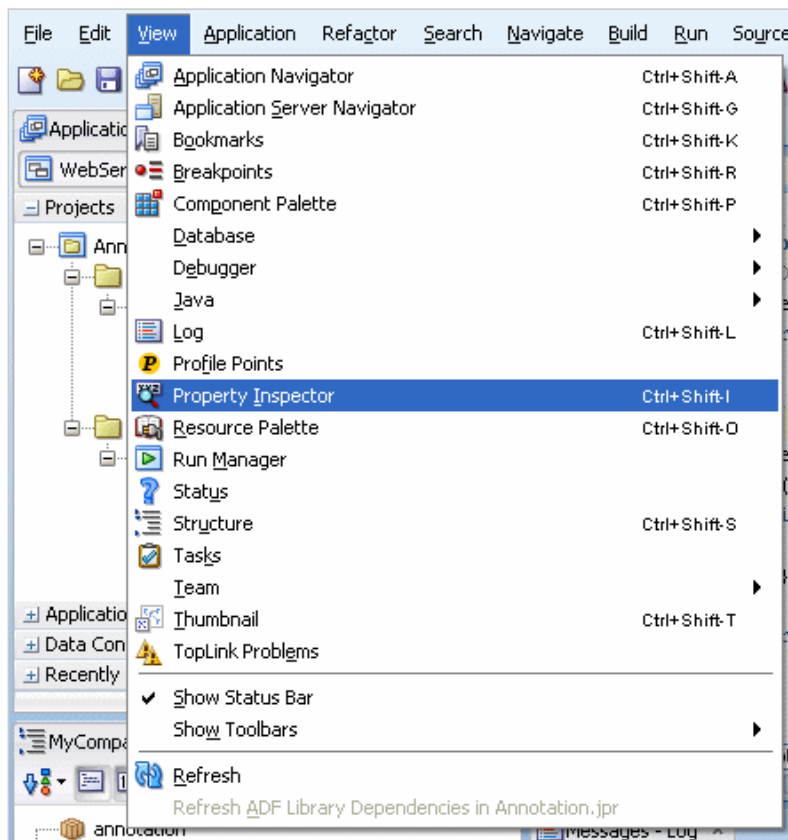 File Edit View Application Refactor Search Navigate Build Run Source
Application Navigator Ctrl+Shift-A
Application Server Navigator Ctrl+Shift-G
Bookmarks Ctrl+Shift-K
Breakpoints Ctrl+Shift-R
Component Palette Ctrl+Shift-P
Database
Debugger
Java
Log Ctrl+Shift-L
Profile Points
Property Inspector Ctrl+Shift-I
Resource Palette Ctrl+Shift-O
Run Manager
Status
Structure Ctrl+Shift-S
Tasks
Team
Thumbnail Ctrl+Shift-T
TopLink Problems
Show Status Bar
Show Toolbars
Refresh
Refresh ADF Library Dependencies in Annotation.jpr
Applicatio
WebSer
Projects
Ann
Applicatio
Data Con
Recently
MyCompa
annotation
Messages - Log